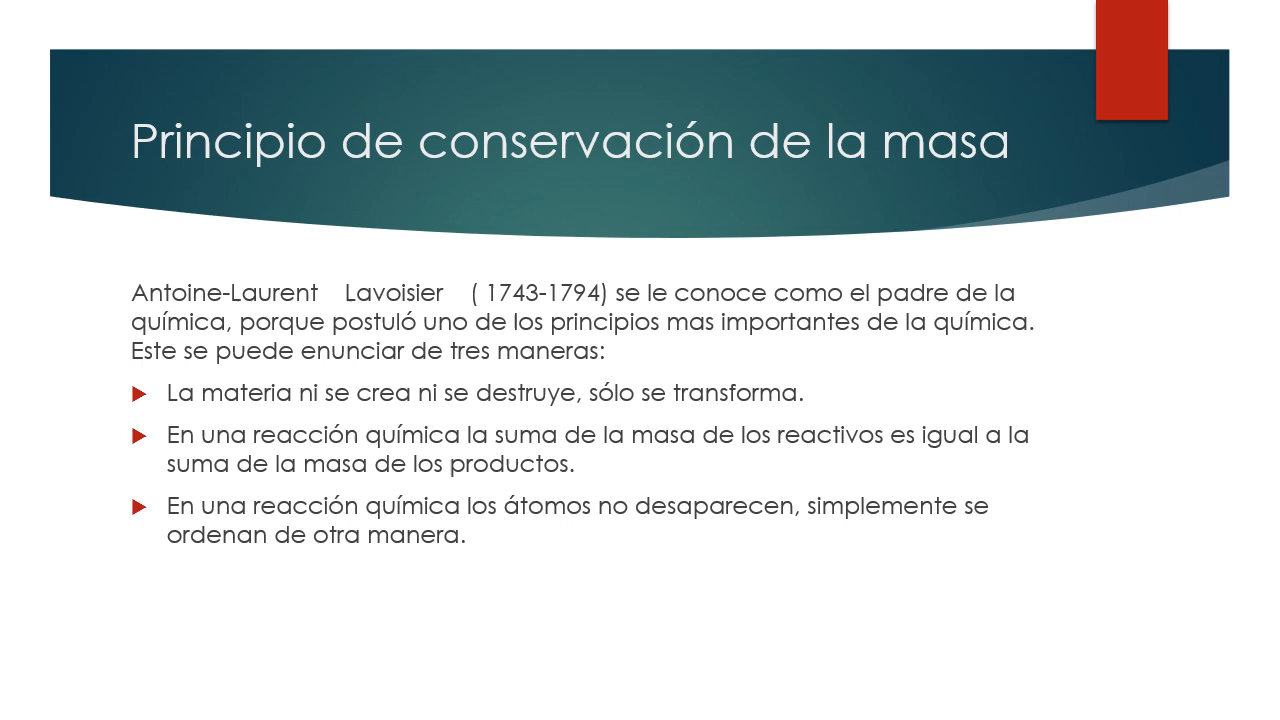 Principio de conservación de la masa
Antoine-Laurent Lavoisier ( 1743-1794) se le conoce como el padre de la
química, porque postuló uno de los principios mas importantes de la química.
Este se puede enunciar de tres maneras:
La materia ni se crea ni se destruye, sólo se transforma.
En una reacción química la suma de la masa de los reactivos es igual a la
suma de la masa de los productos.
En una reacción química los átomos no desaparecen, simplemente se
ordenan de otra manera.